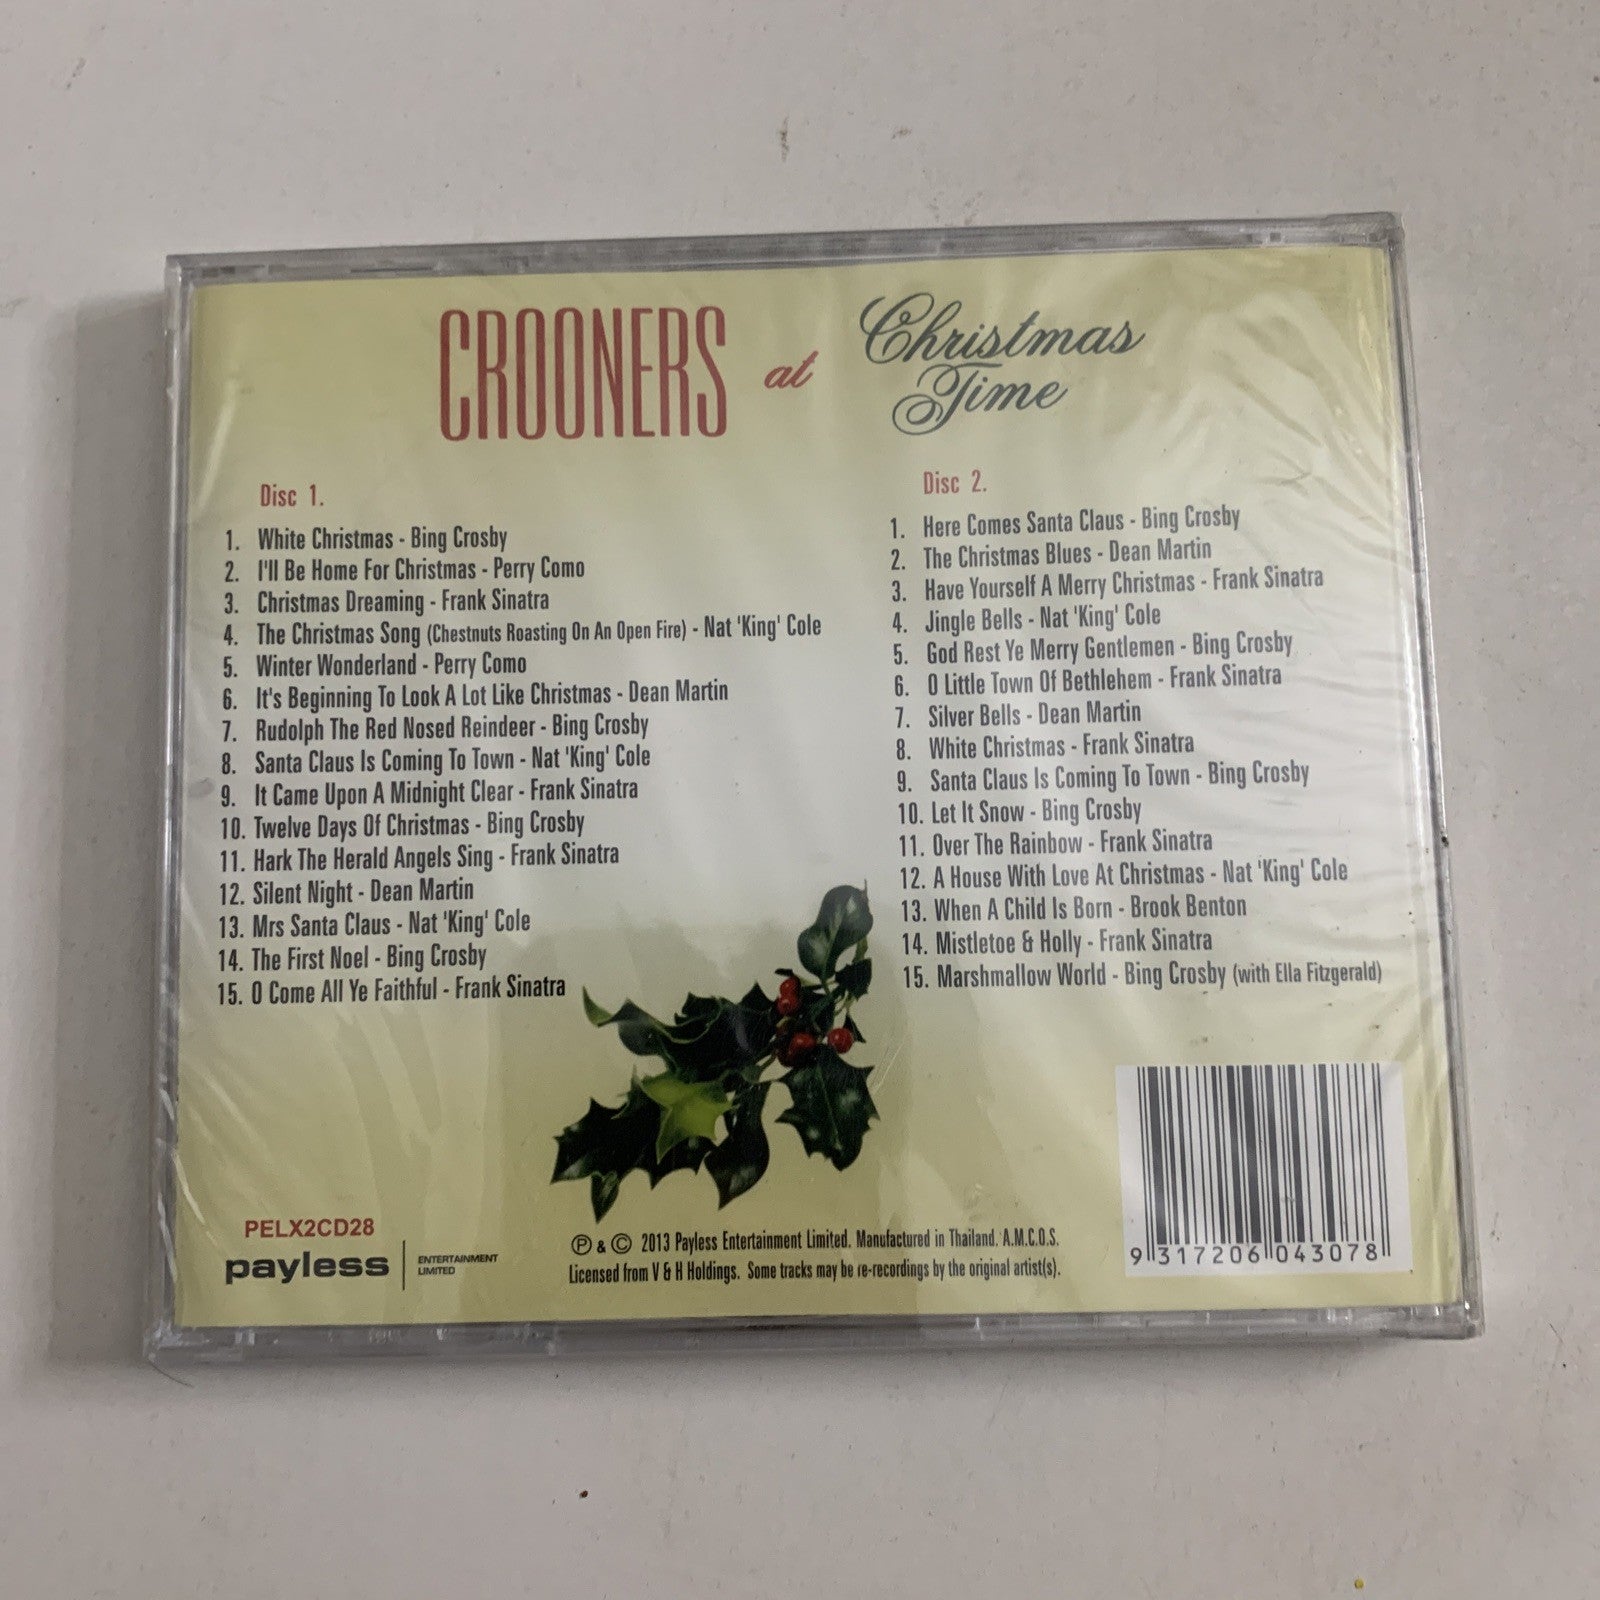 CROONERS at Christmas Time
Disc 1.
1. White Christmas - Bing Crosby
2. I'll Be Home For Christmas - Perry Como
3. Christmas Dreaming - Frank Sinatra
4. The Christmas Song (Chestnuts Roasting On An Open Fire) - Nat 'King' Cole
5. Winter Wonderland - Perry Como
6. It's Beginning To Look A Lot Like Christmas - Dean Martin
7. Rudolph The Red Nosed Reindeer - Bing Crosby
8. Santa Claus Is Coming To Town - Nat 'King' Cole
9. It Came Upon A Midnight Clear - Frank Sinatra
10. Twelve Days Of Christmas - Bing Crosby
11. Hark The Herald Angels Sing - Frank Sinatra
12. Silent Night - Dean Martin
13. Mrs Santa Claus - Nat 'King' Cole
14. The First Noel - Bing Crosby
15. O Come All Ye Faithful - Frank Sinatra
Disc 2.
1. Here Comes Santa Claus - Bing Crosby
2. The Christmas Blues - Dean Martin
3. Have Yourself A Merry Christmas - Frank Sinatra
4. Jingle Bells - Nat 'King' Cole
5. God Rest Ye Merry Gentlemen - Bing Crosby
6. O Little Town Of Bethlehem - Frank Sinatra
7. Silver Bells - Dean Martin
8. White Christmas - Frank Sinatra
9. Santa Claus Is Coming To Town - Bing Crosby
10. Let It Snow - Bing Crosby
11. Over The Rainbow - Frank Sinatra
12. A House With Love At Christmas - Nat 'King' Cole
13. When A Child Is Born - Brook Benton
14. Mistletoe & Holly - Frank Sinatra
15. Marshmallow World - Bing Crosby (with Ella Fitzgerald)
PELX2CD28
payless ENTERTAINMENT
LIMITED
℗ & © 2013 Payless Entertainment Limited. Manufactured in Thailand. A.M.C.O.S.
Licensed from V & H Holdings. Some tracks may be re-recordings by the original artist(s).
9 317206 043078